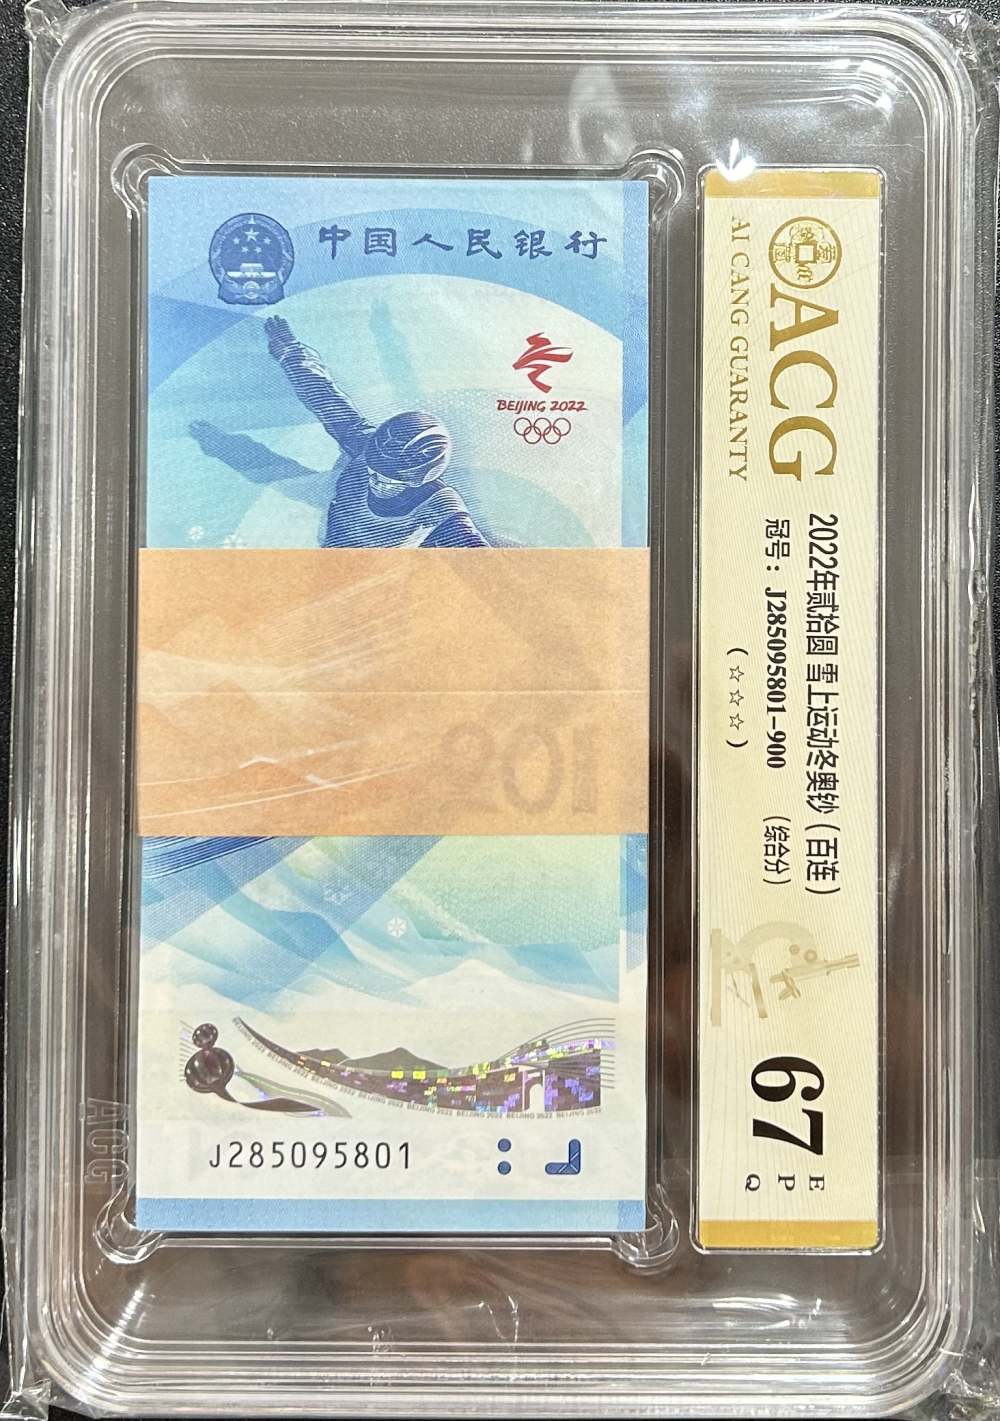 中国人民银行
BEIJING 2022
J285095801
ACG
AI CANG GUARANTY
2022年贰拾圆 雪上运动冬奥钞（百连）
冠号：J285095801-900 （综合分）
（☆☆☆）
67
E
P
Q
ACG